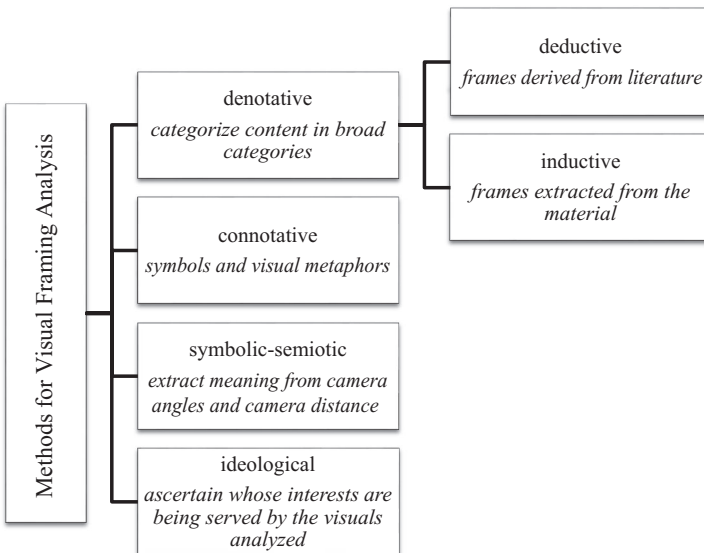 Methods for Visual Framing Analysis
denotative
categorize content in broad
categories
deductive
frames derived from literature
inductive
frames extracted from the
material
connotative
symbols and visual metaphors
symbolic-semiotic
extract meaning from camera
angles and camera distance
ideological
ascertain whose interests are
being served by the visuals
analyzed